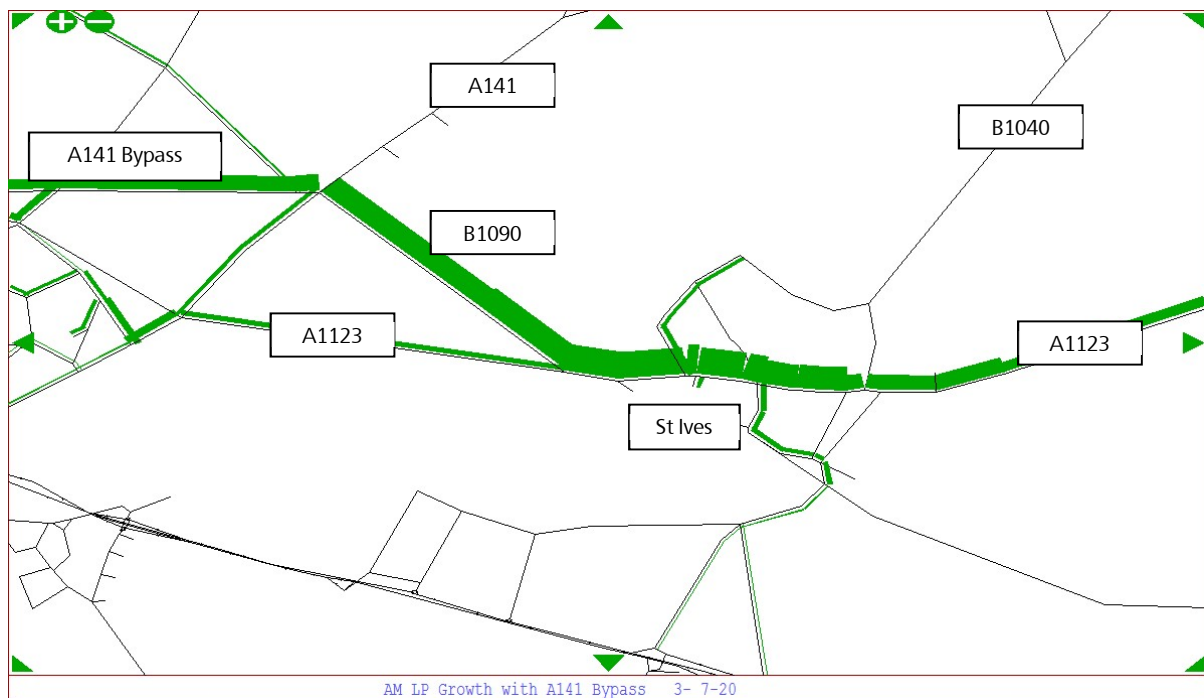 A141
B1040
A141 Bypass
B1090
A1123
A1123
St Ives
AM LP Growth with A141 Bypass 3- 7-20